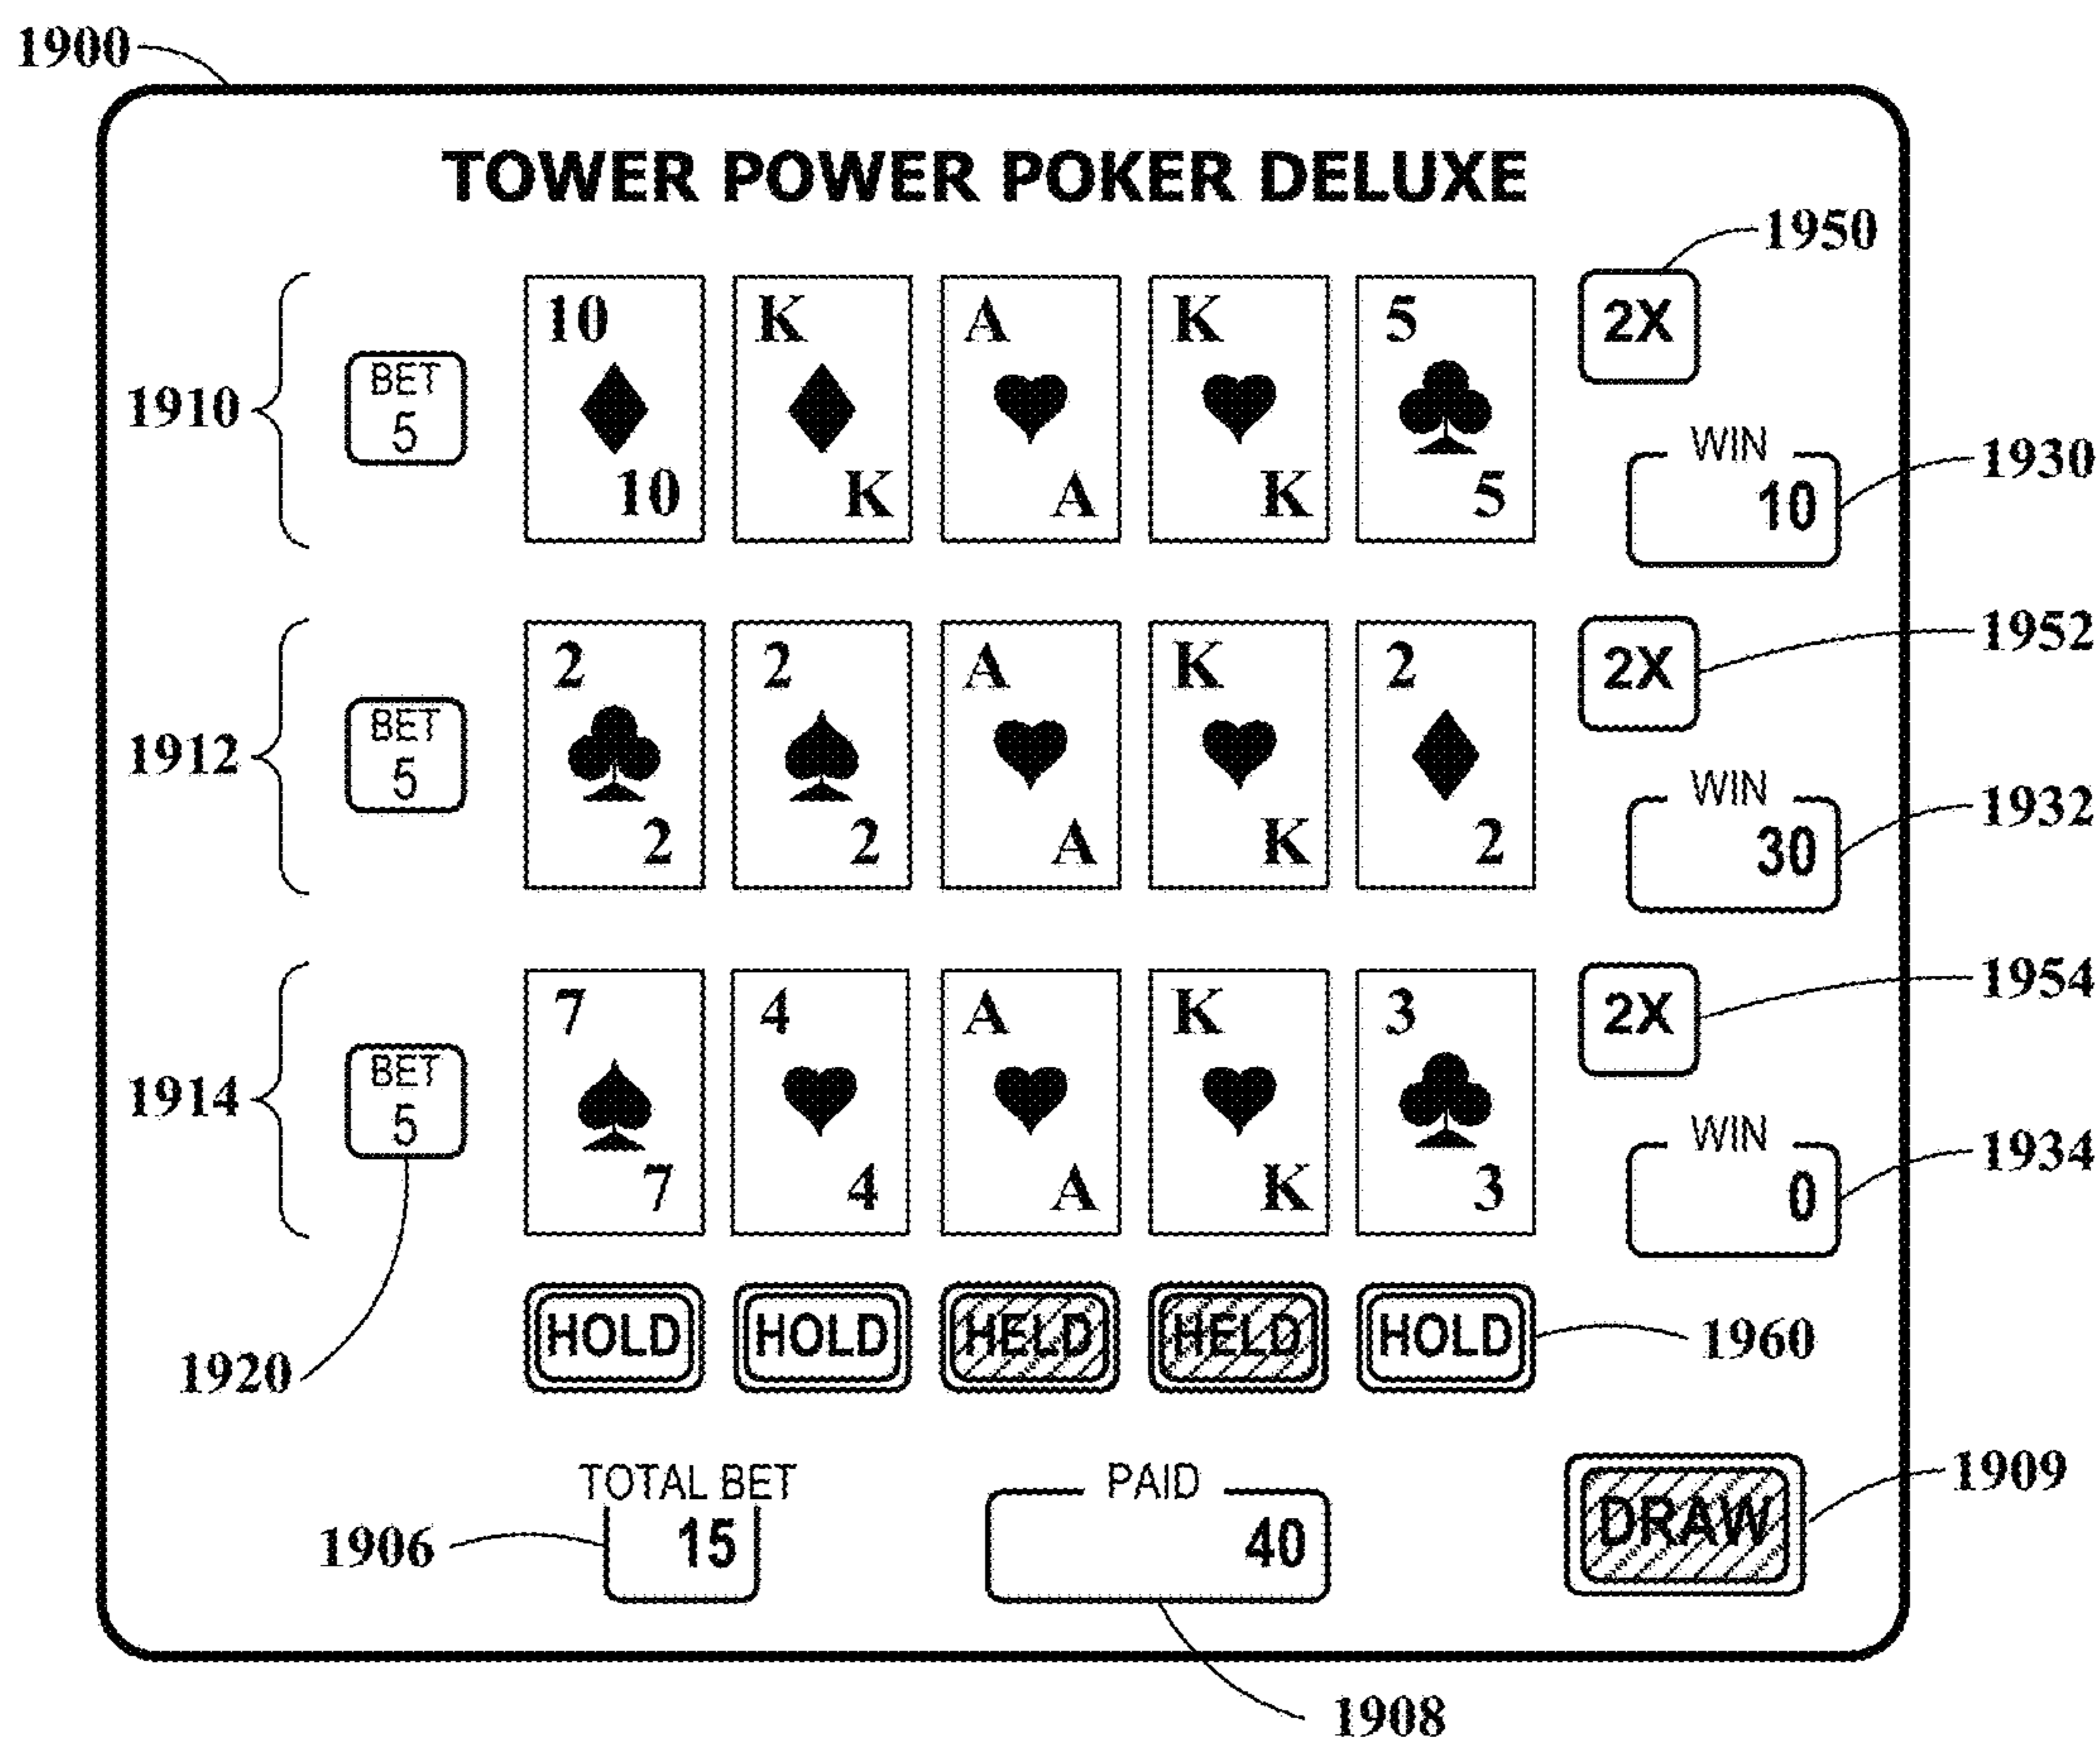 1900
TOWER POWER POKER DELUXE
1950
10 K A K 5
2X
1910
BET
5
10 K A K 5
WIN
10
1930
2 2 A K 2
2X
1952
1912
BET
5
2 2 A K 2
WIN
30
1932
7 4 A K 3
2X
1954
1914
BET
5
7 4 A K 3
WIN
0
1934
HOLD HOLD HELD HELD HOLD
1960
1920
TOTAL BET
15
1906
PAID
40
DRAW
1909
1908